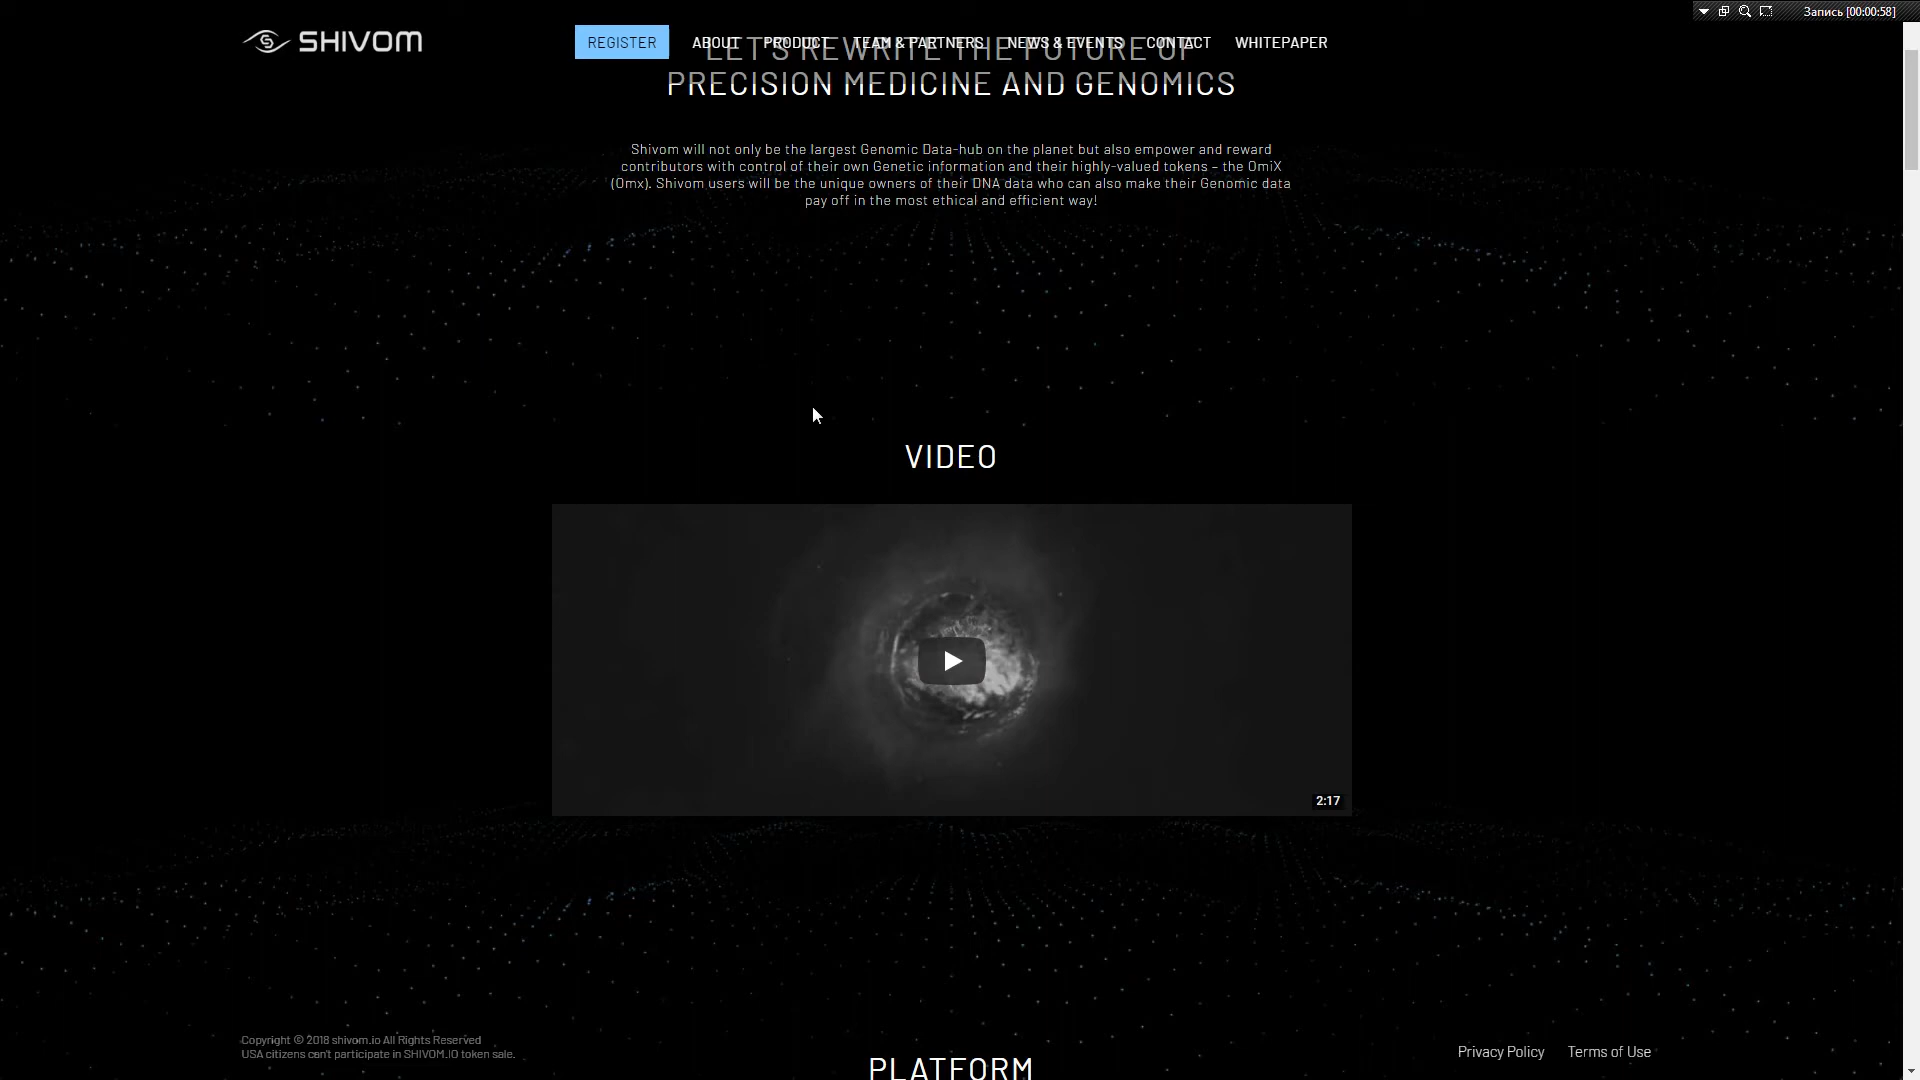 Запись [00:00:58]
SHIVOM
REGISTER ABOUT PRODUCT TEAM & PARTNERS NEWS & EVENTS CONTACT WHITEPAPER
LET'S REWRITE THE FUTURE OF
PRECISION MEDICINE AND GENOMICS
Shivom will not only be the largest Genomic Data-hub on the planet but also empower and reward
contributors with control of their own Genetic information and their highly-valued tokens – the OmiX
(Omx). Shivom users will be the unique owners of their DNA data who can also make their Genomic data
pay off in the most ethical and efficient way!
VIDEO
2:17
Copyright © 2018 shivom.io All Rights Reserved
USA citizens can't participate in SHIVOM.IO token sale.
Privacy Policy Terms of Use
PLATFORM